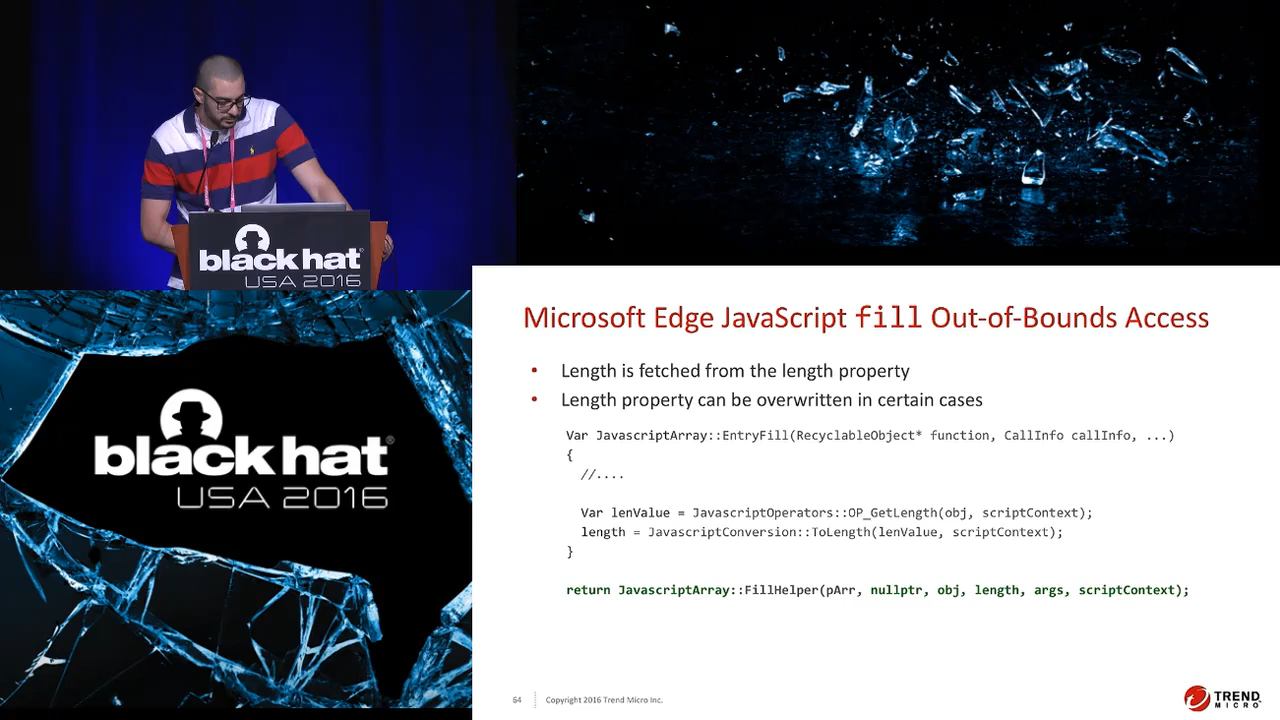 black hat®
USA 2016
black hat®
USA 2016
Microsoft Edge JavaScript fill Out-of-Bounds Access
• Length is fetched from the length property
• Length property can be overwritten in certain cases
Var JavascriptArray::EntryFill(RecyclableObject* function, CallInfo callInfo, ...)
{
//....
Var lenValue = JavascriptOperators::OP_GetLength(obj, scriptContext);
length = JavascriptConversion::ToLength(lenValue, scriptContext);
}
return JavascriptArray::FillHelper(pArr, nullptr, obj, length, args, scriptContext);
64
Copyright 2016 Trend Micro Inc.
TREND
MICRO